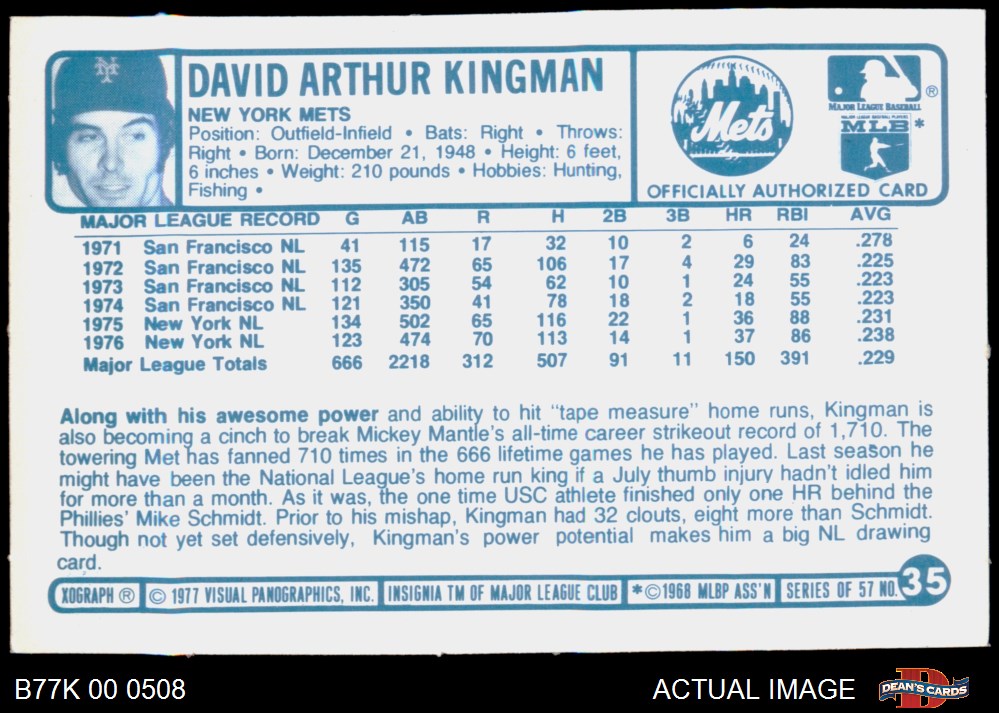 NY
DAVID ARTHUR KINGMAN
NEW YORK METS
Position: Outfield-Infield • Bats: Right • Throws:
Right • Born: December 21, 1948 • Height: 6 feet,
6 inches • Weight: 210 pounds • Hobbies: Hunting,
Fishing •
Mets
MAJOR LEAGUE BASEBALL ®
MAJOR LEAGUE BASEBALL PLAYERS
MLB *
OFFICIALLY AUTHORIZED CARD
MAJOR LEAGUE RECORD G AB R H 2B 3B HR RBI AVG
1971 San Francisco NL 41 115 17 32 10 2 6 24 .278
1972 San Francisco NL 135 472 65 106 17 4 29 83 .225
1973 San Francisco NL 112 305 54 62 10 1 24 55 .223
1974 San Francisco NL 121 350 41 78 18 2 18 55 .223
1975 New York NL 134 502 65 116 22 1 36 88 .231
1976 New York NL 123 474 70 113 14 1 37 86 .238
Major League Totals 666 2218 312 507 91 11 150 391 .229
Along with his awesome power and ability to hit "tape measure" home runs, Kingman is
also becoming a cinch to break Mickey Mantle's all-time career strikeout record of 1,710. The
towering Met has fanned 710 times in the 666 lifetime games he has played. Last season he
might have been the National League's home run king if a July thumb injury hadn't idled him
for more than a month. As it was, the one time USC athlete finished only one HR behind the
Phillies' Mike Schmidt. Prior to his mishap, Kingman had 32 clouts, eight more than Schmidt.
Though not yet set defensively, Kingman's power potential makes him a big NL drawing
card.
XOGRAPH ® © 1977 VISUAL PANOGRAPHICS, INC. INSIGNIA TM OF MAJOR LEAGUE CLUB *©1968 MLBP ASS'N SERIES OF 57 NO. 35
B77K 00 0508 ACTUAL IMAGE D DEAN'S CARDS